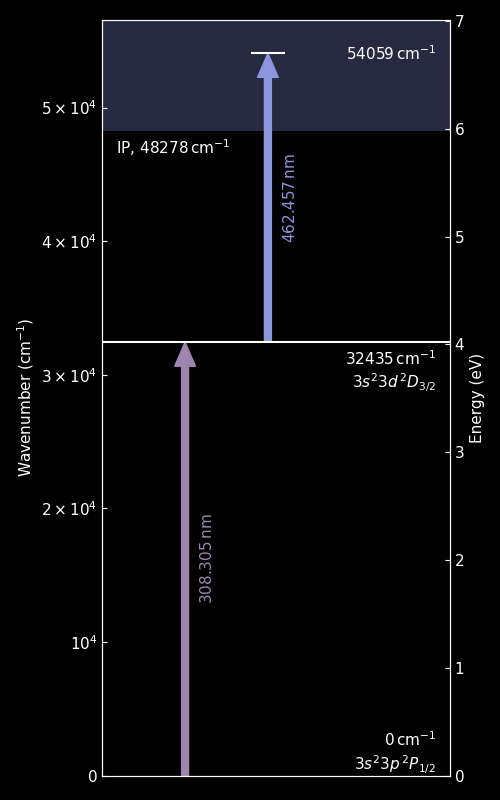 7
54059 cm⁻¹
5 × 10⁴
6
IP, 48278 cm⁻¹
462.457 nm
4 × 10⁴
5
4
32435 cm⁻¹
3s²3d ²D₃/₂
3 × 10⁴
Wavenumber (cm⁻¹)
Energy (eV)
3
2 × 10⁴
308.305 nm
2
10⁴
1
0 cm⁻¹
3s²3p ²P₁/₂
0
0